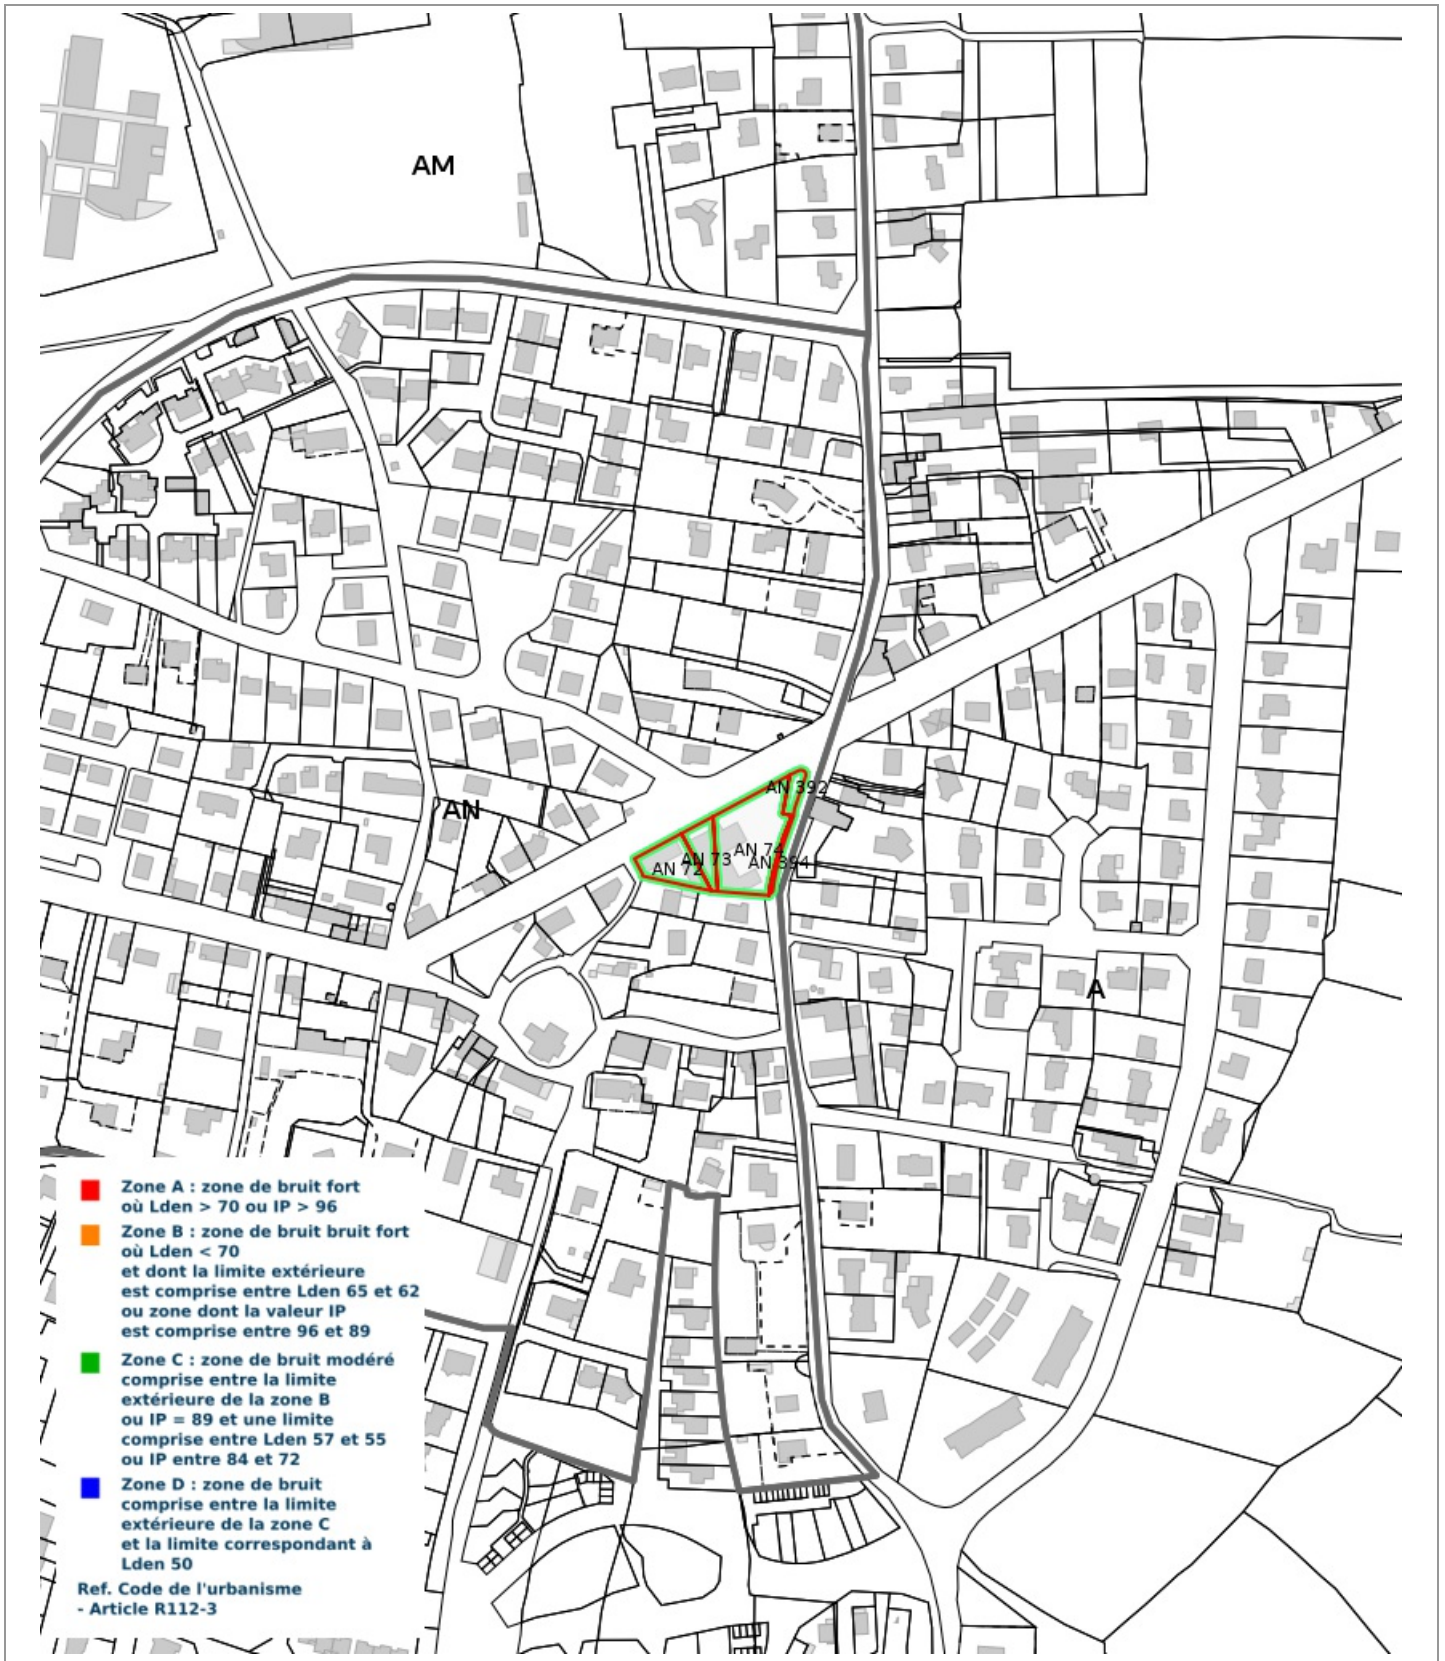 AM
AN 392
AN
AN 74
AN 73
AN 394
AN 72
A
Zone A : zone de bruit fort
où Lden > 70 ou IP > 96
Zone B : zone de bruit bruit fort
où Lden < 70
et dont la limite extérieure
est comprise entre Lden 65 et 62
ou zone dont la valeur IP
est comprise entre 96 et 89
Zone C : zone de bruit modéré
comprise entre la limite
extérieure de la zone B
ou IP = 89 et une limite
comprise entre Lden 57 et 55
ou IP entre 84 et 72
Zone D : zone de bruit
comprise entre la limite
extérieure de la zone C
et la limite correspondant à
Lden 50
Ref. Code de l'urbanisme
- Article R112-3